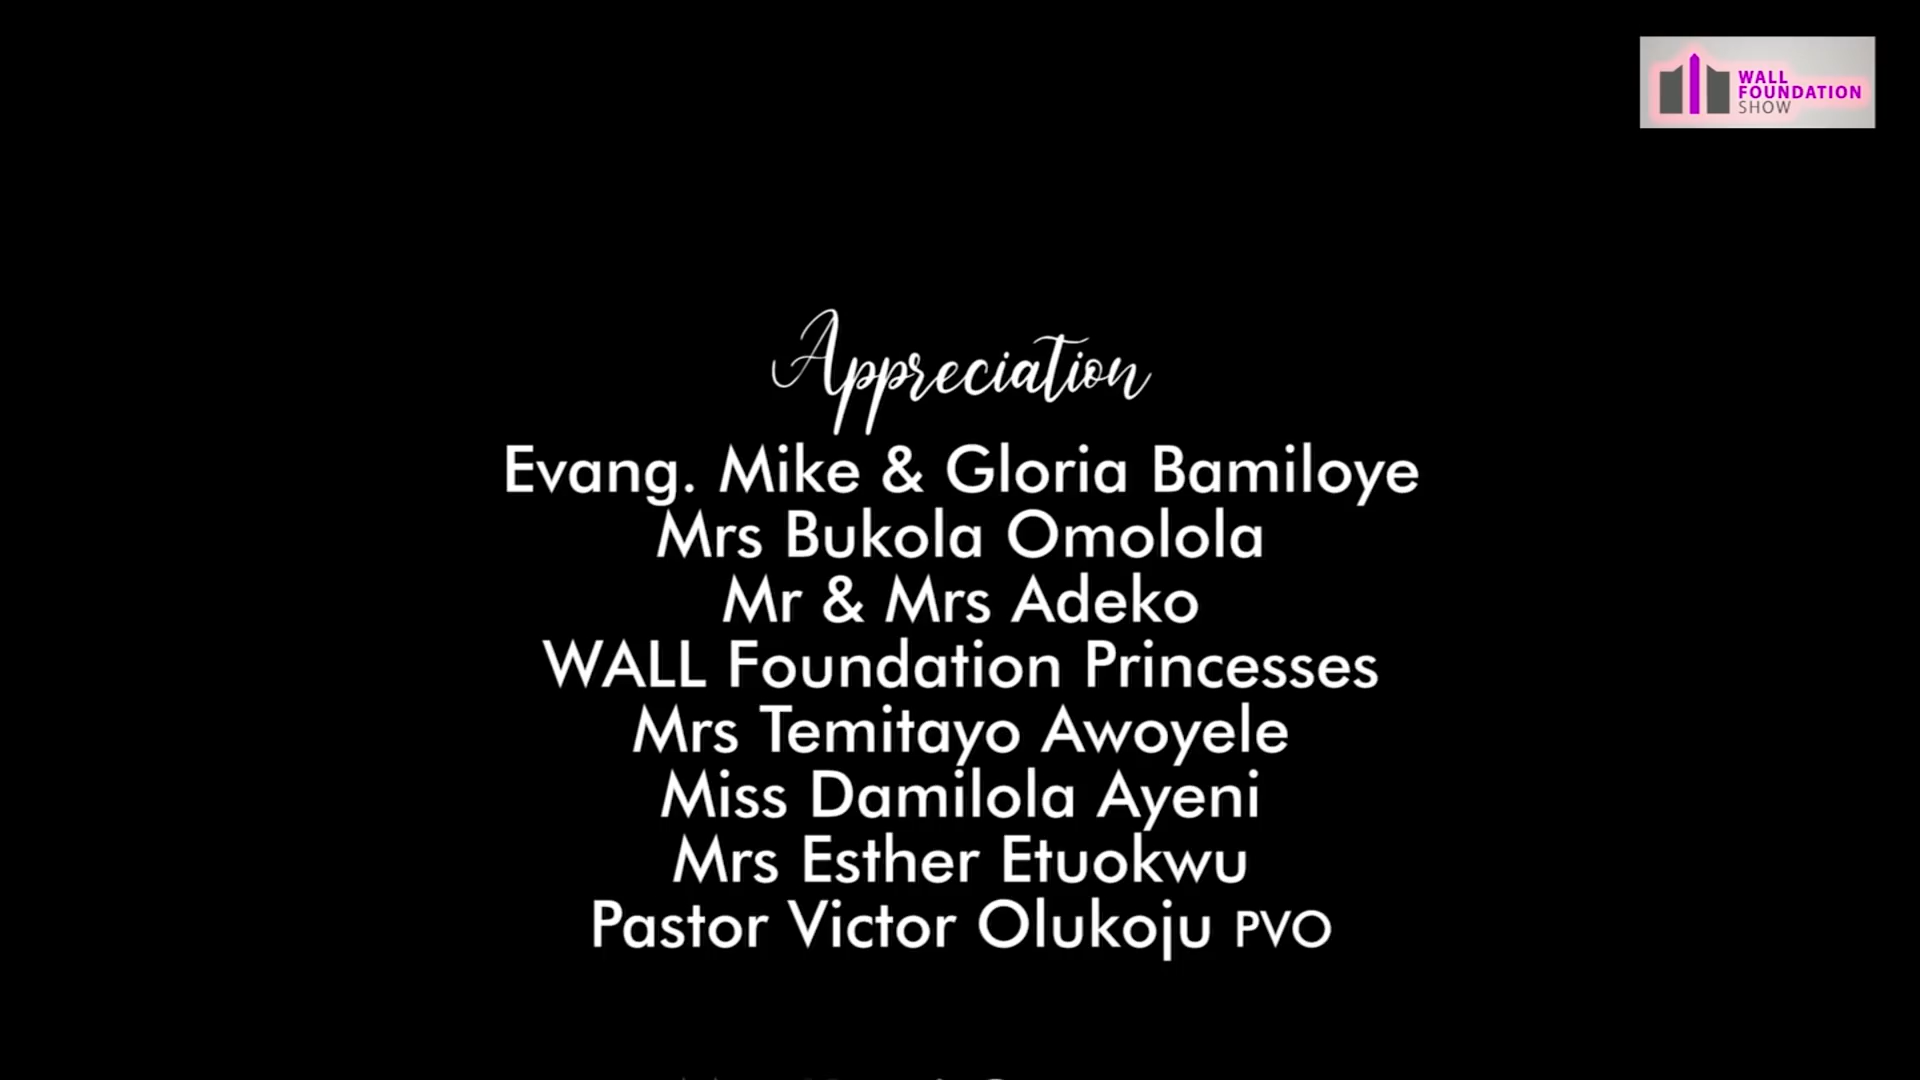 WALL
FOUNDATION
SHOW
Appreciation
Evang. Mike & Gloria Bamiloye
Mrs Bukola Omolola
Mr & Mrs Adeko
WALL Foundation Princesses
Mrs Temitayo Awoyele
Miss Damilola Ayeni
Mrs Esther Etuokwu
Pastor Victor Olukoju PVO